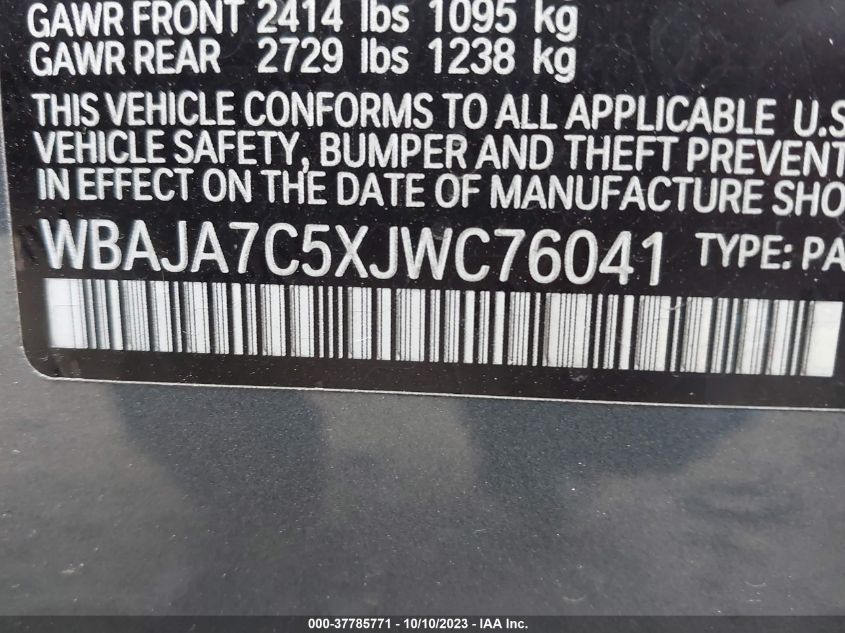 GAWR FRONT 2414 lbs 1095 kg
GAWR REAR 2729 lbs 1238 kg
THIS VEHICLE CONFORMS TO ALL APPLICABLE U.S
VEHICLE SAFETY, BUMPER AND THEFT PREVENT
IN EFFECT ON THE DATE OF MANUFACTURE SHO
WBAJA7C5XJWC76041 TYPE: PA
000-37785771 - 10/10/2023 - IAA Inc.